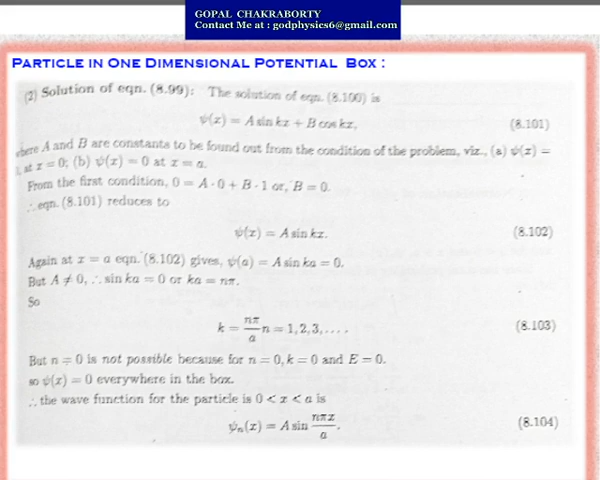 GOPAL CHAKRABORTY
Contact Me at : godphysics6@gmail.com
PARTICLE IN ONE DIMENSIONAL POTENTIAL BOX :
(2) Solution of eqn. (8.99): The solution of eqn. (8.100) is
ψ(x) = A sin kx + B cos kx, (8.101)
where A and B are constants to be found out from the condition of the problem, viz., (a) ψ(x) =
at x = 0; (b) ψ(x) = 0 at x = a.
From the first condition, 0 = A · 0 + B · 1 or, B = 0.
∴ eqn. (8.101) reduces to
ψ(x) = A sin kx. (8.102)
Again at x = a eqn. (8.102) gives, ψ(a) = A sin ka = 0.
But A ≠ 0, ∴ sin ka = 0 or ka = nπ.
So
k = nπ/a n = 1, 2, 3, .... (8.103)
But n = 0 is not possible because for n = 0, k = 0 and E = 0.
so ψ(x) = 0 everywhere in the box.
∴ the wave function for the particle is 0 < x < a is
ψn(x) = A sin nπx/a. (8.104)